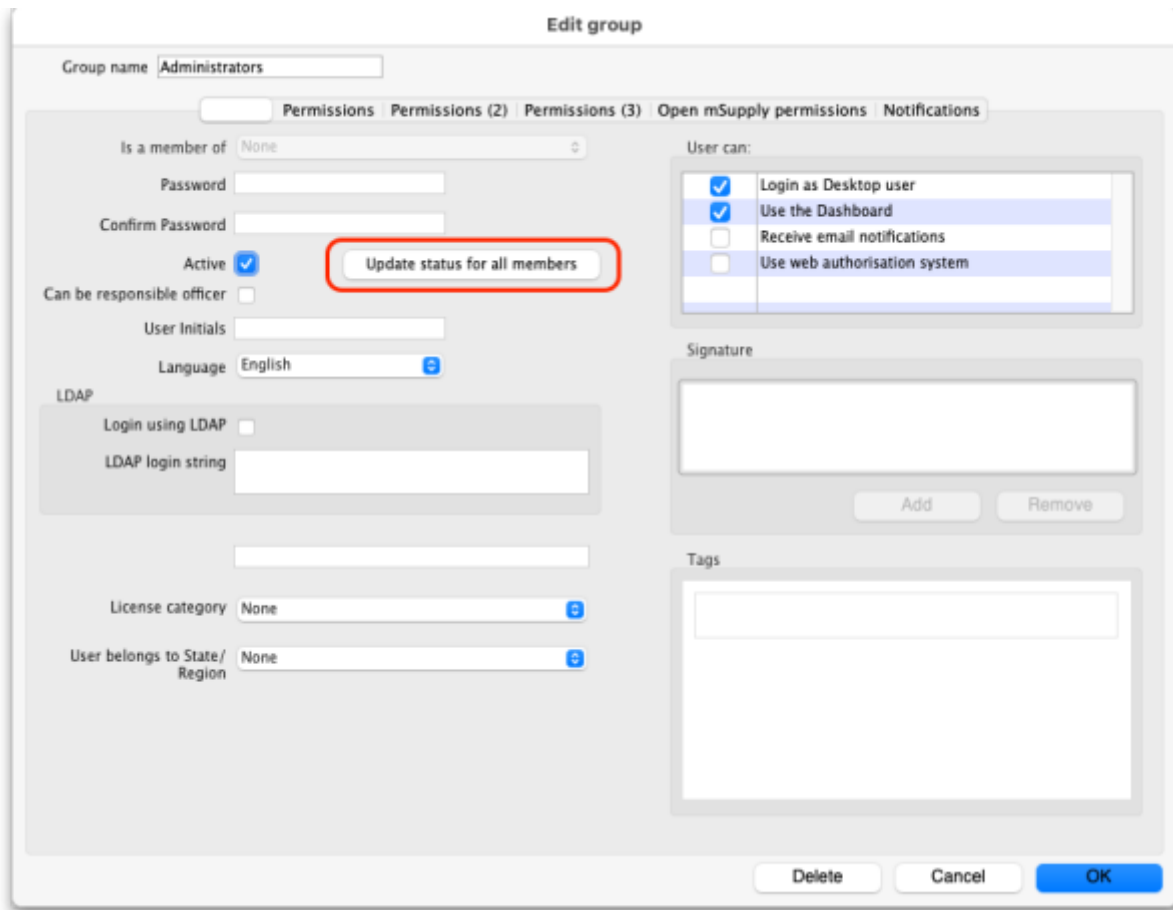 Edit group
Group name Administrators
Permissions Permissions (2) Permissions (3) Open mSupply permissions Notifications
Is a member of None
Password
Confirm Password
Active
Update status for all members
Can be responsible officer
User Initials
Language English
LDAP
Login using LDAP
LDAP login string
License category None
User belongs to State/ None
Region
User can:
Login as Desktop user
Use the Dashboard
Receive email notifications
Use web authorisation system
Signature
Add Remove
Tags
Delete Cancel OK